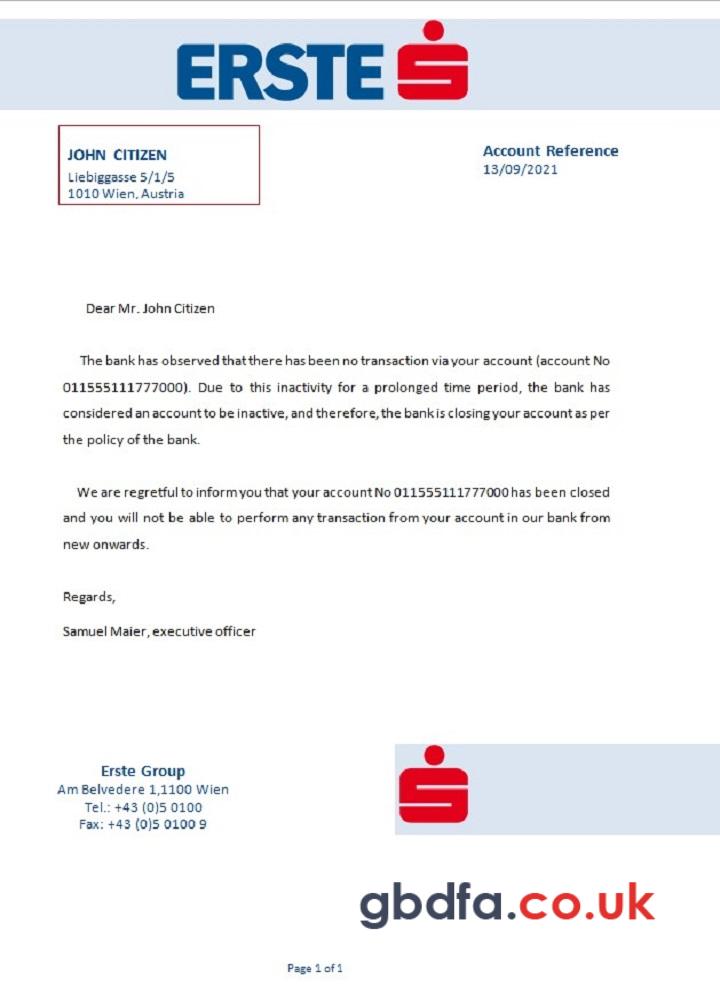 ERSTE
JOHN CITIZEN
Liebiggasse 5/1/5
1010 Wien, Austria
Account Reference
13/09/2021
Dear Mr. John Citizen
The bank has observed that there has been no transaction via your account (account No
011555111777000). Due to this inactivity for a prolonged time period, the bank has
considered an account to be inactive, and therefore, the bank is closing your account as per
the policy of the bank.
We are regretful to inform you that your account No 011555111777000 has been closed
and you will not be able to perform any transaction from your account in our bank from
new onwards.
Regards,
Samuel Maier, executive officer
Erste Group
Am Belvedere 1,1100 Wien
Tel.: +43 (0)5 0100
Fax: +43 (0)5 0100 9
gbdfa.co.uk
Page 1 of 1